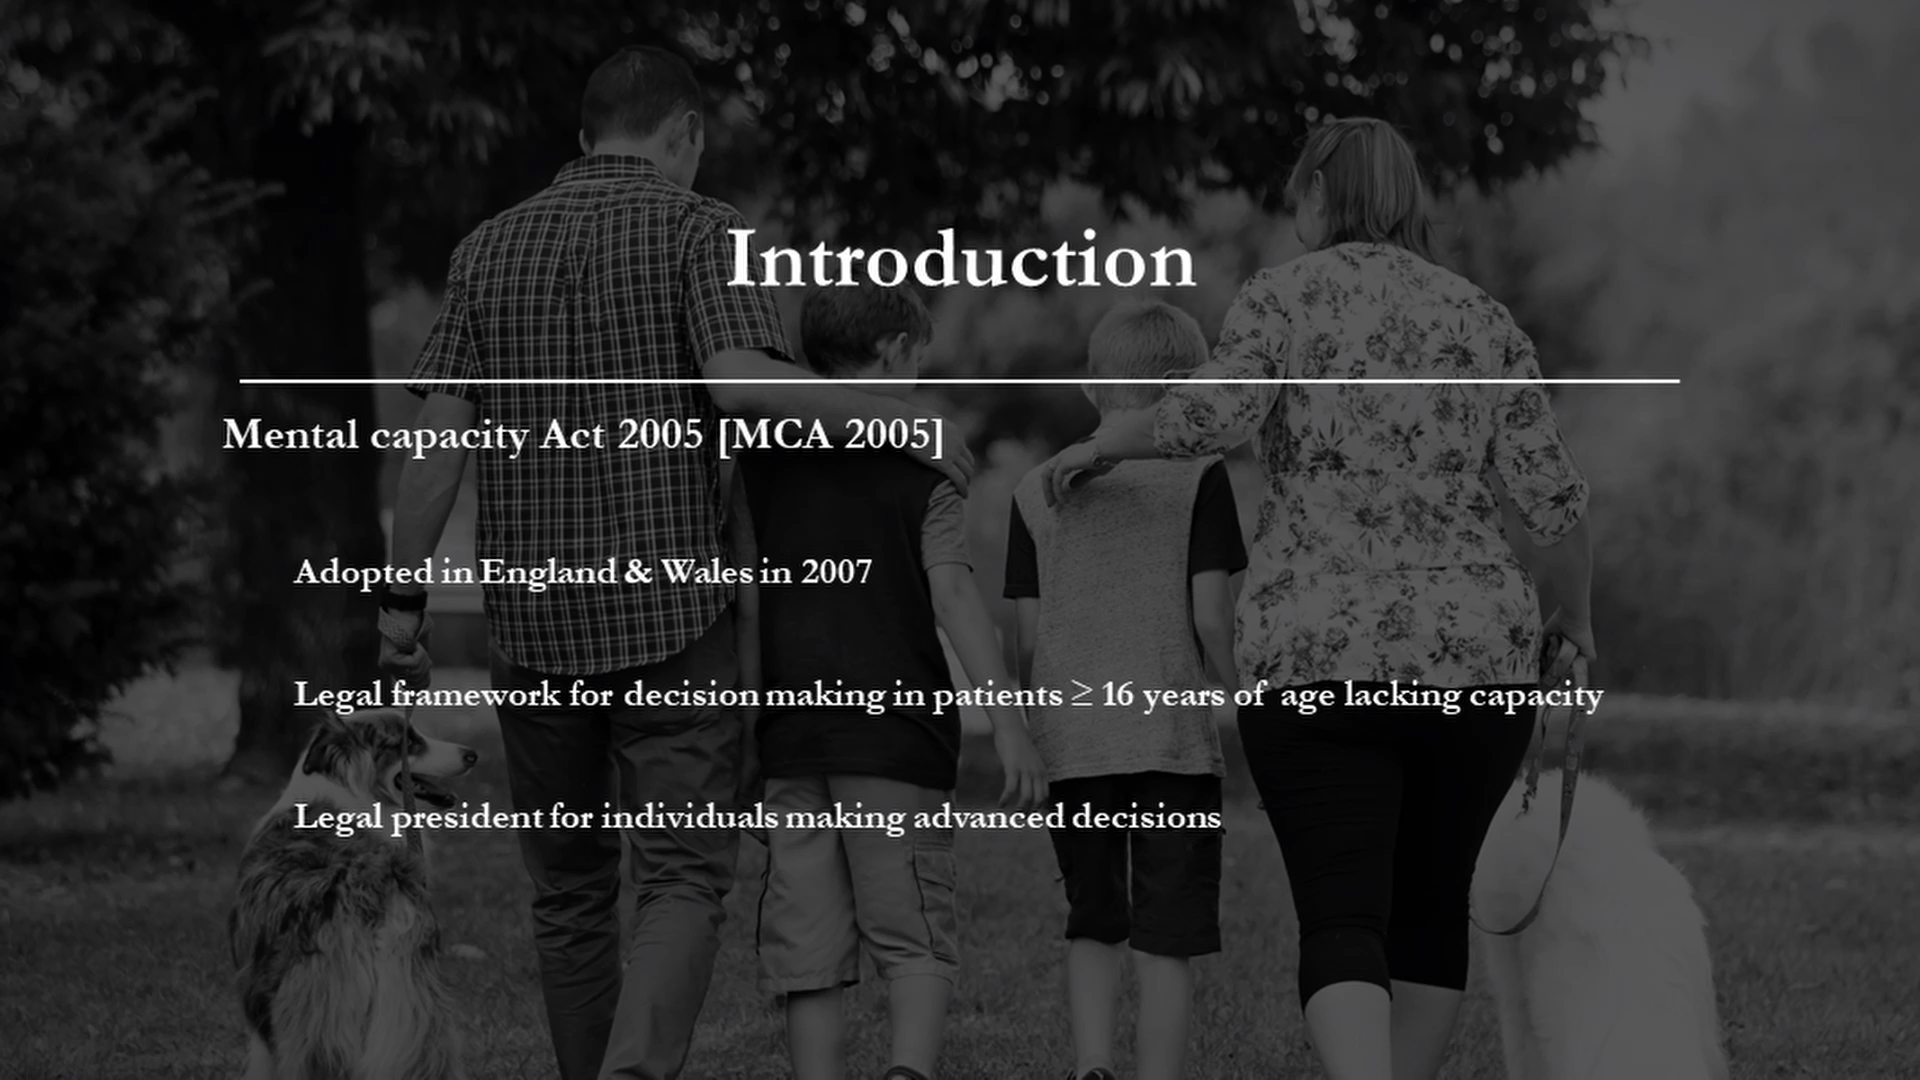 Introduction
Mental capacity Act 2005 [MCA 2005]
Adopted in England & Wales in 2007
Legal framework for decision making in patients ≥ 16 years of age lacking capacity
Legal president for individuals making advanced decisions